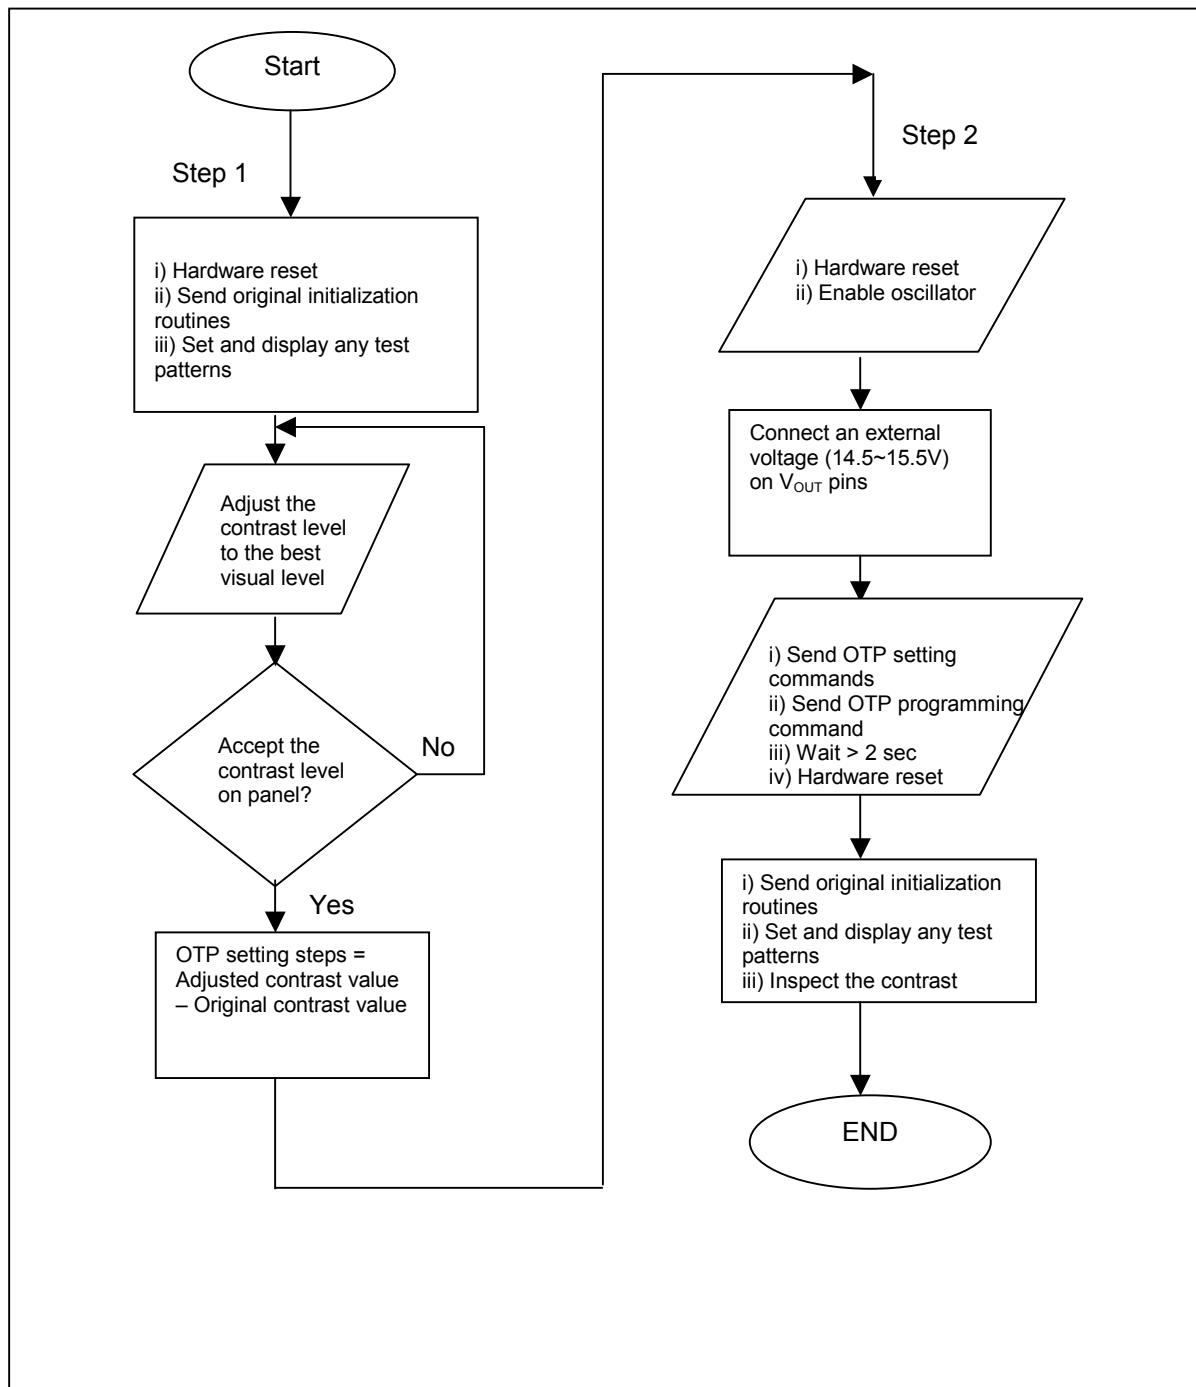 Start
Step 1
i) Hardware reset
ii) Send original initialization
routines
iii) Set and display any test
patterns
Adjust the
contrast level
to the best
visual level
Accept the
contrast level
on panel?
No
Yes
OTP setting steps =
Adjusted contrast value
– Original contrast value
Step 2
i) Hardware reset
ii) Enable oscillator
Connect an external
voltage (14.5~15.5V)
on VOUT pins
i) Send OTP setting
commands
ii) Send OTP programming
command
iii) Wait > 2 sec
iv) Hardware reset
i) Send original initialization
routines
ii) Set and display any test
patterns
iii) Inspect the contrast
END